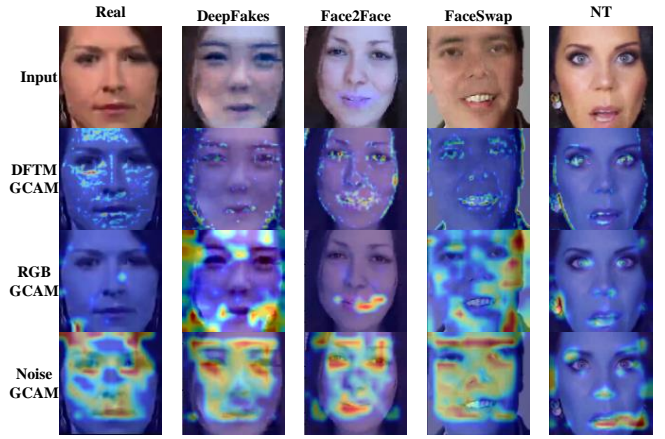 Real DeepFakes Face2Face FaceSwap NT
Input
DFTM
GCAM
RGB
GCAM
Noise
GCAM